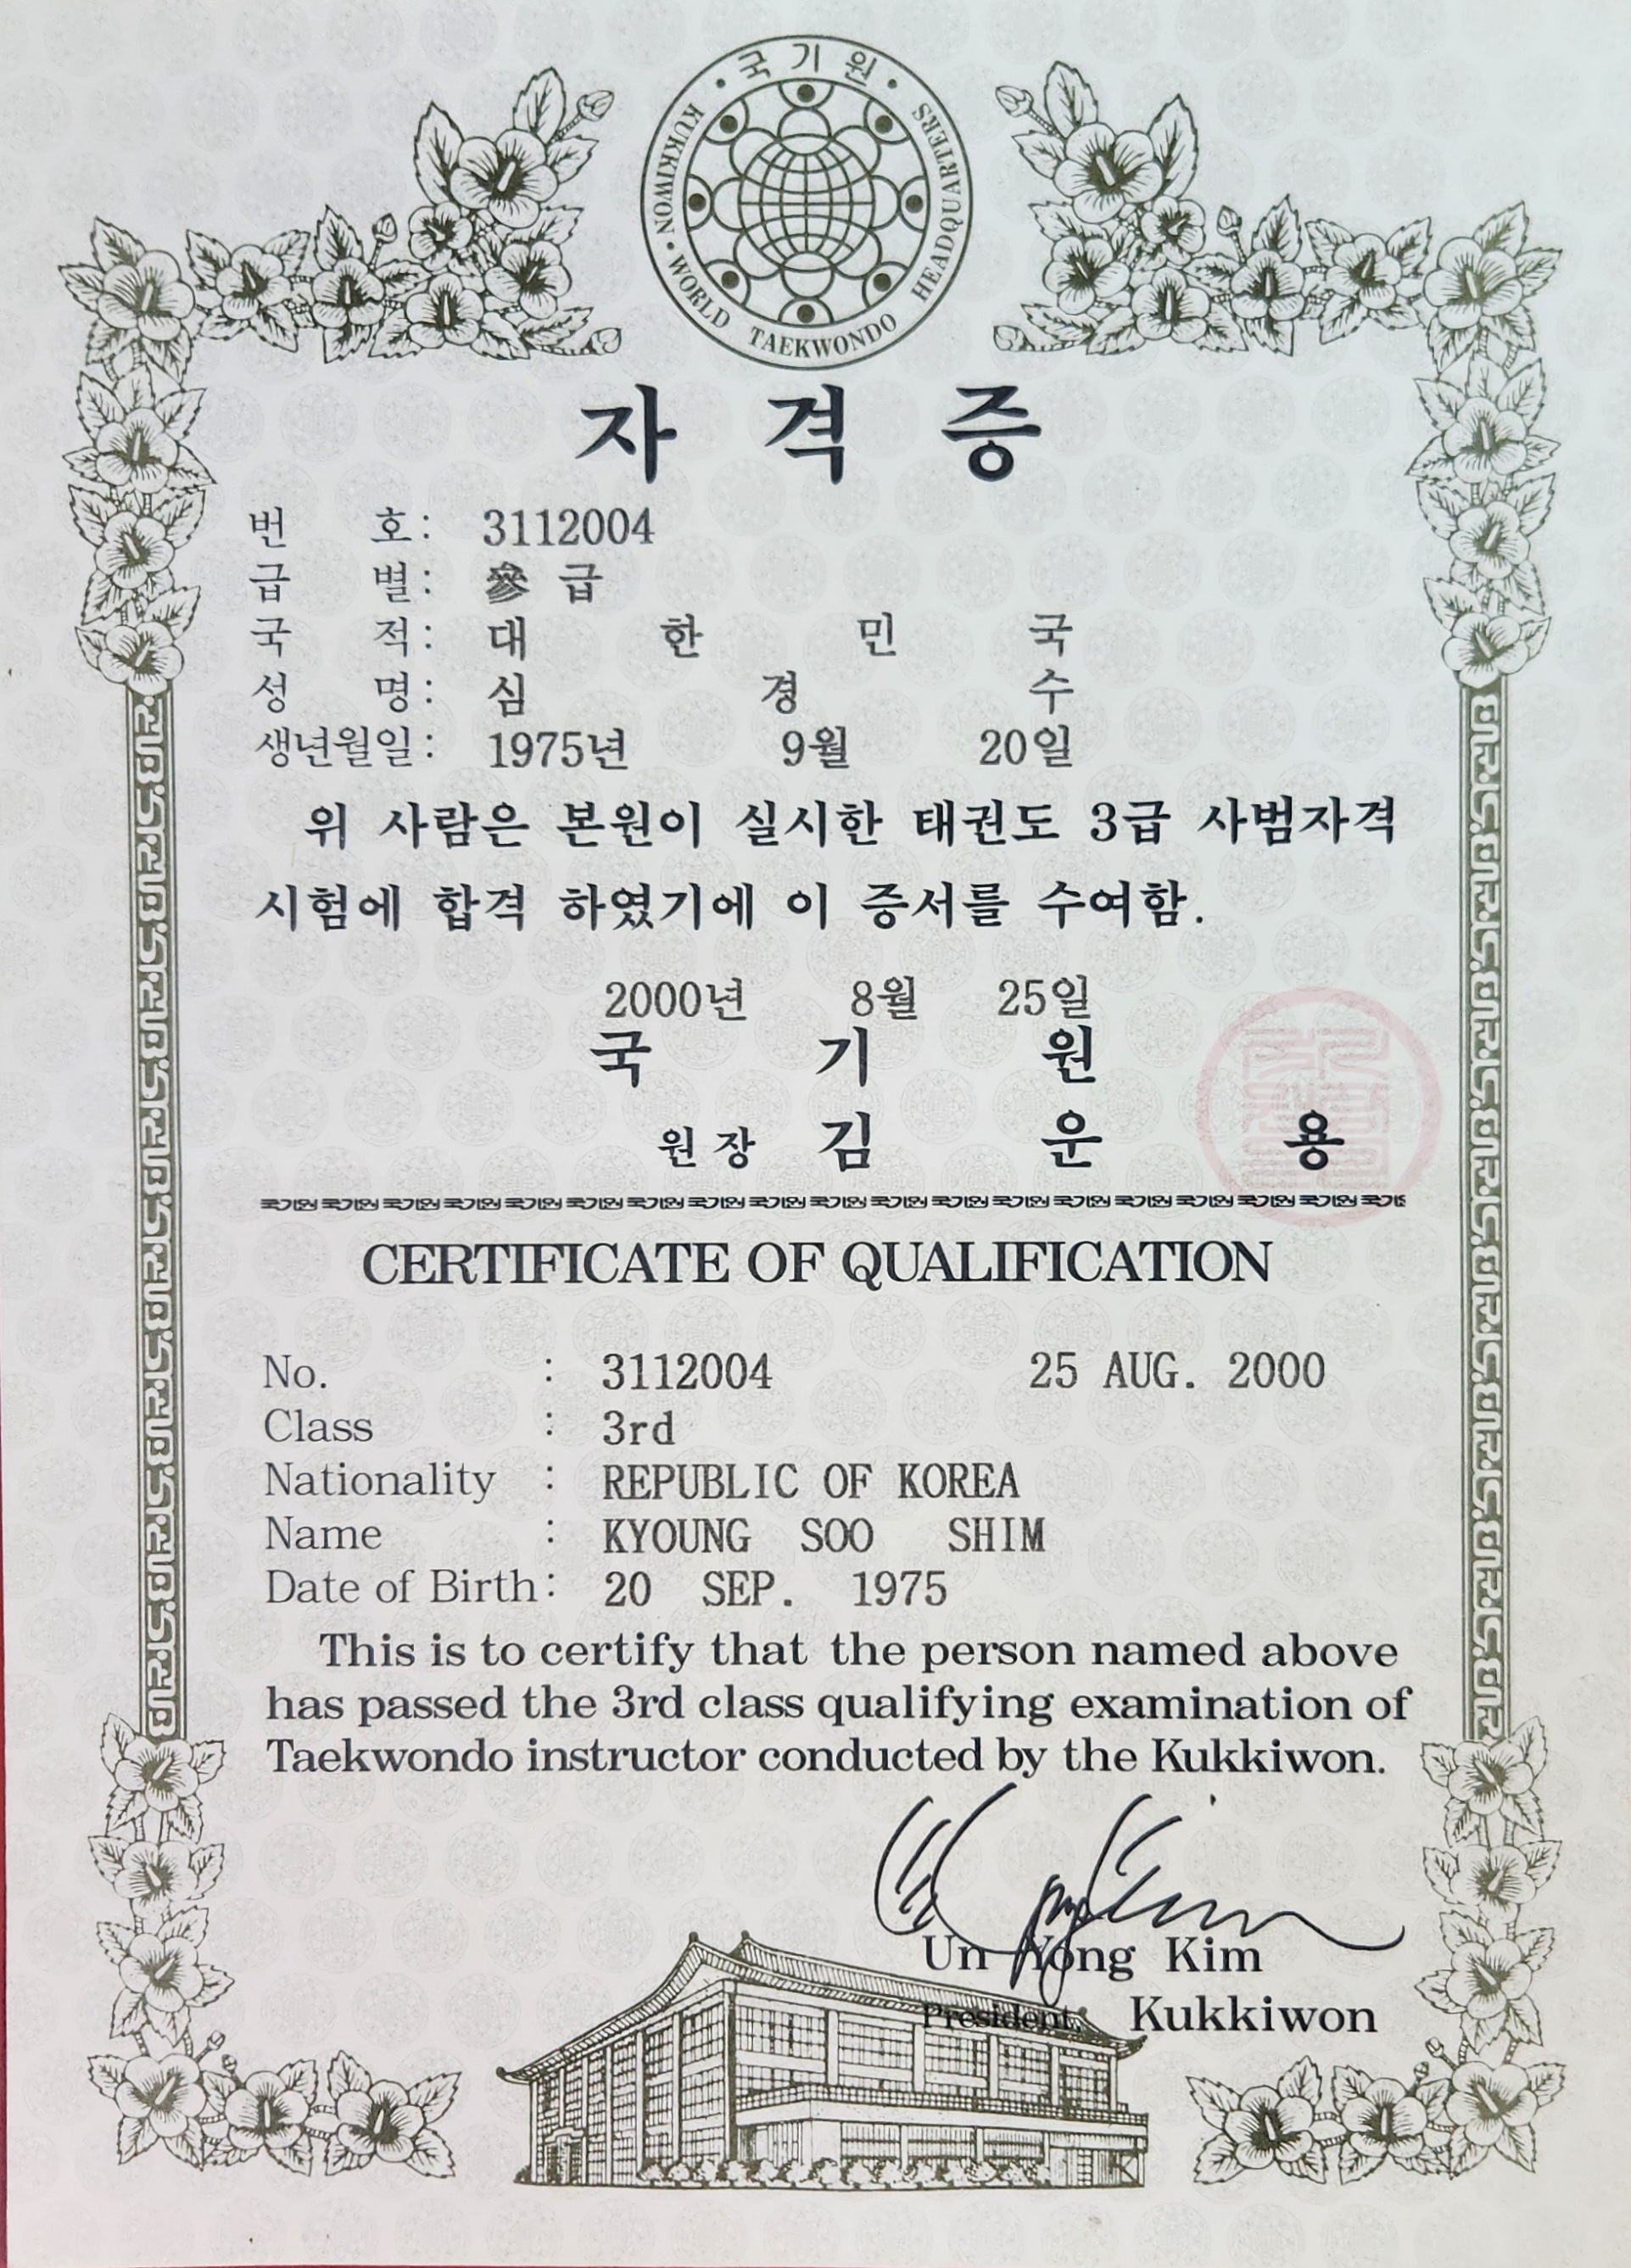 국기원
KUKKIWON · WORLD TAEKWONDO HEADQUARTERS
자 격 증
번 호: 3112004
급 별: 參 급
국 적: 대 한 민 국
성 명: 심 경 수
생년월일: 1975년 9월 20일
위 사람은 본원이 실시한 태권도 3급 사범자격
시험에 합격 하였기에 이 증서를 수여함.
2000년 8월 25일
국 기 원
원장 김 운 용
CERTIFICATE OF QUALIFICATION
No. : 3112004 25 AUG. 2000
Class : 3rd
Nationality : REPUBLIC OF KOREA
Name : KYOUNG SOO SHIM
Date of Birth : 20 SEP. 1975
This is to certify that the person named above
has passed the 3rd class qualifying examination of
Taekwondo instructor conducted by the Kukkiwon.
Un Yong Kim
President, Kukkiwon